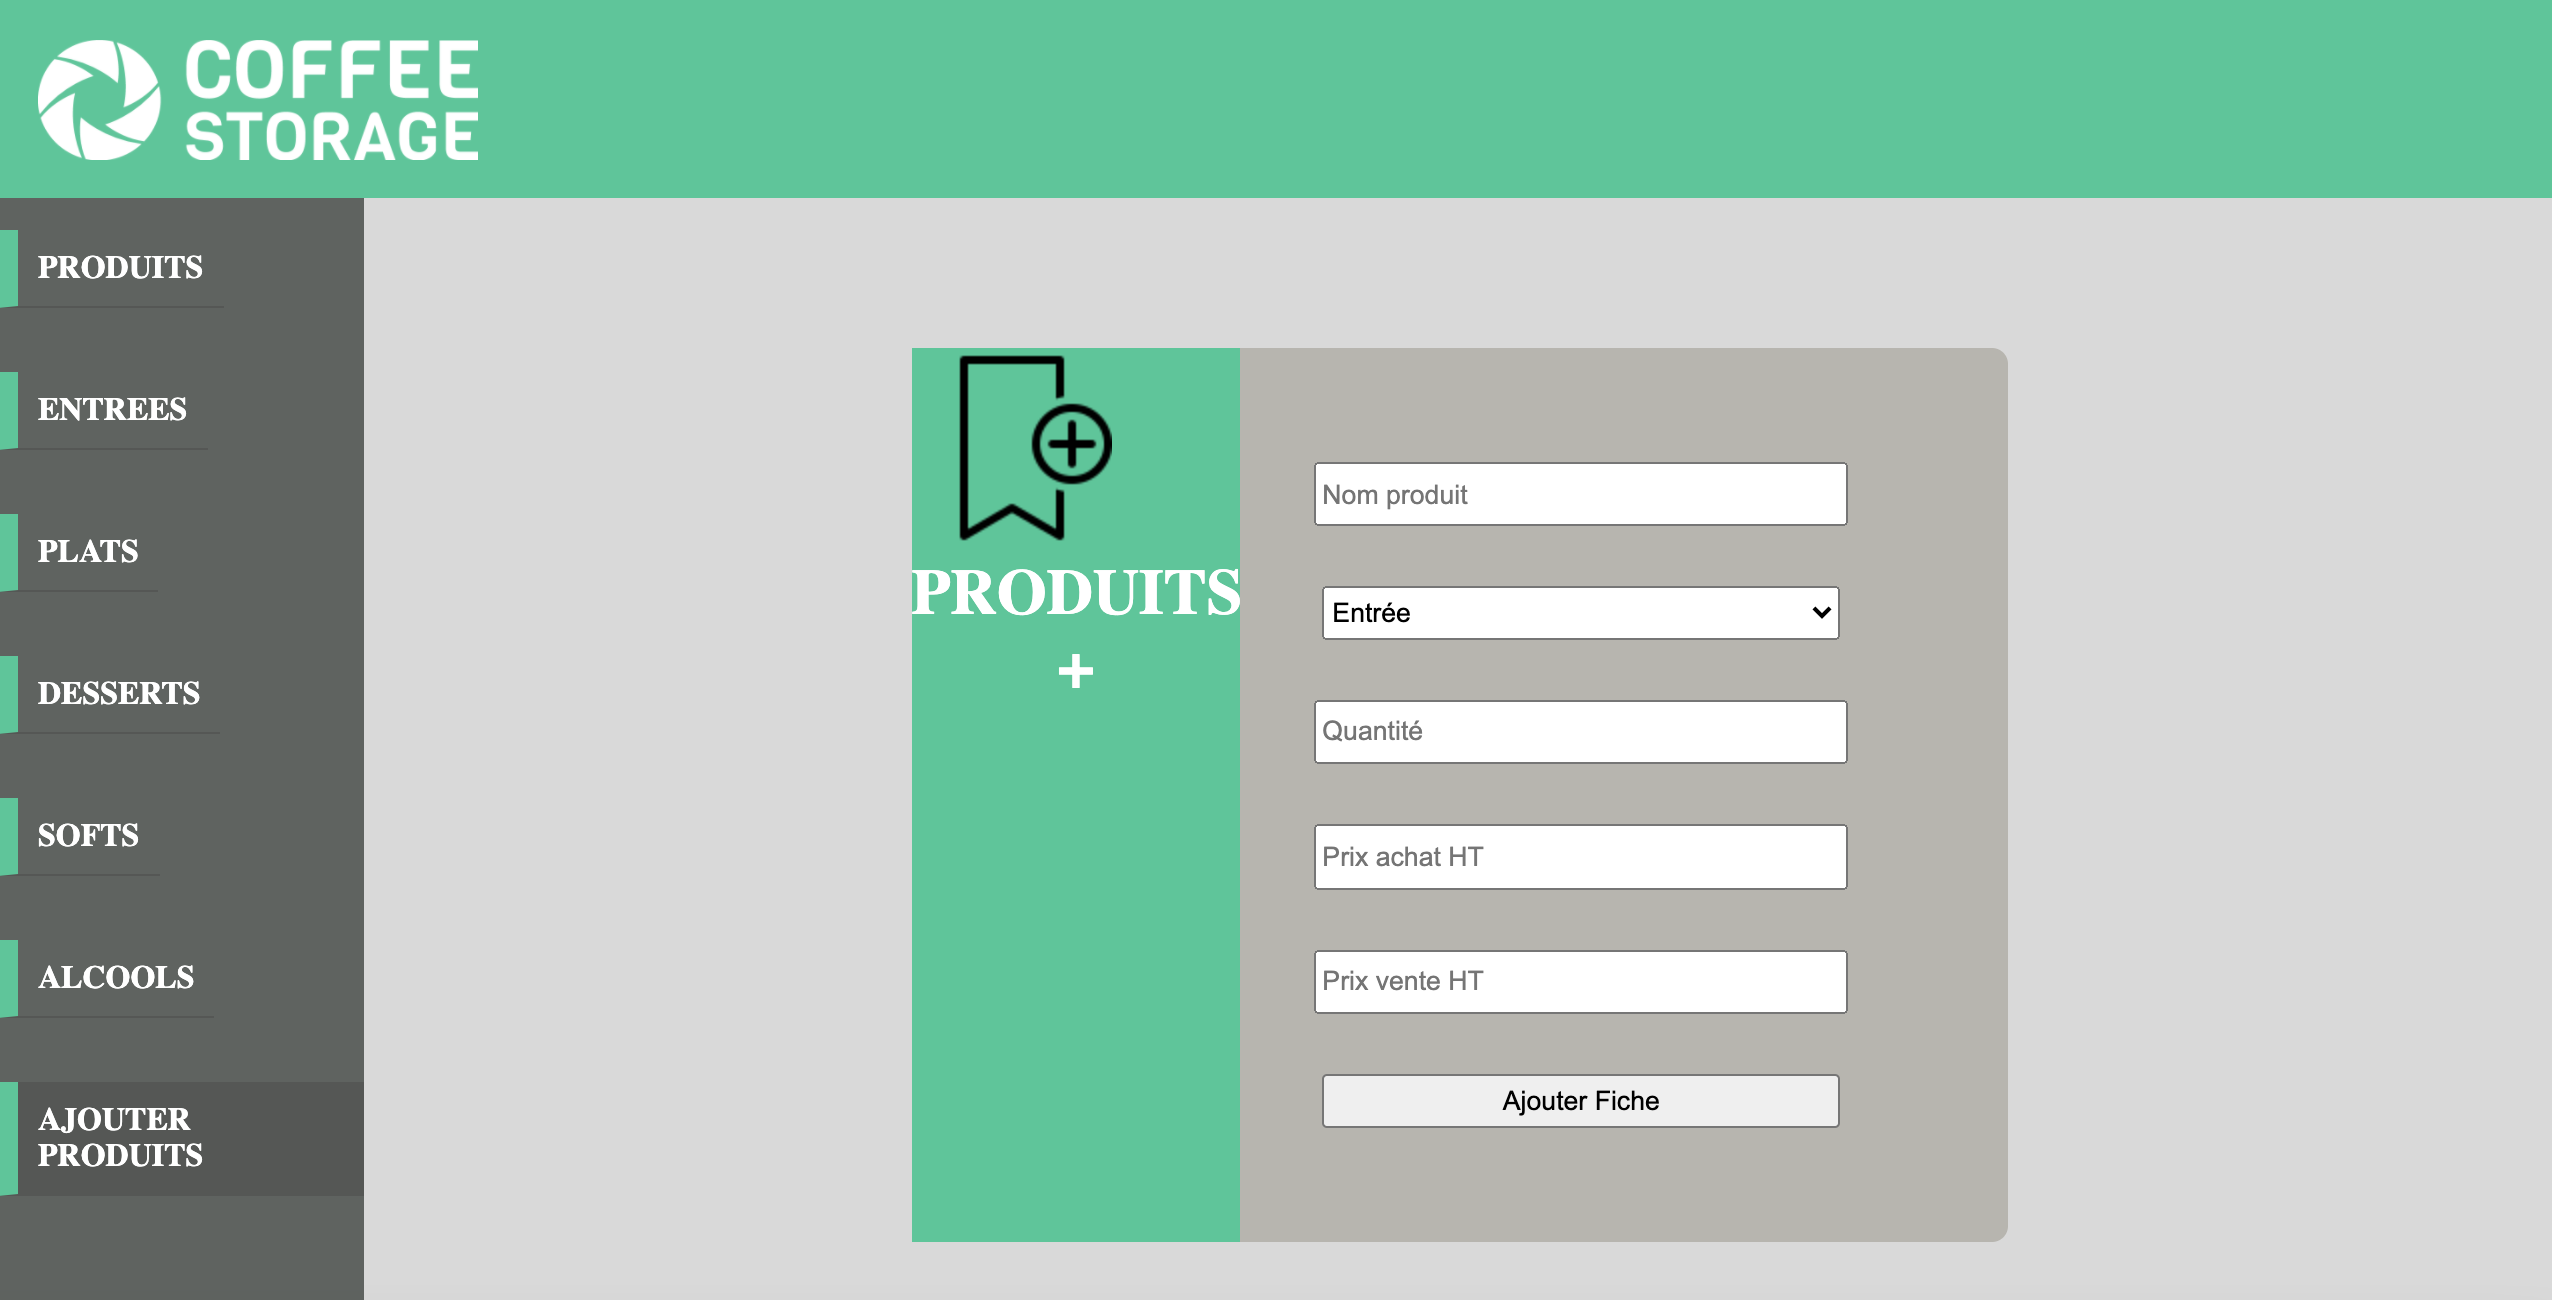 COFFEE
STORAGE
PRODUITS
ENTREES
PLATS
DESSERTS
SOFTS
ALCOOLS
AJOUTER
PRODUITS
PRODUITS
+
Nom produit
Entrée
Quantité
Prix achat HT
Prix vente HT
Ajouter Fiche